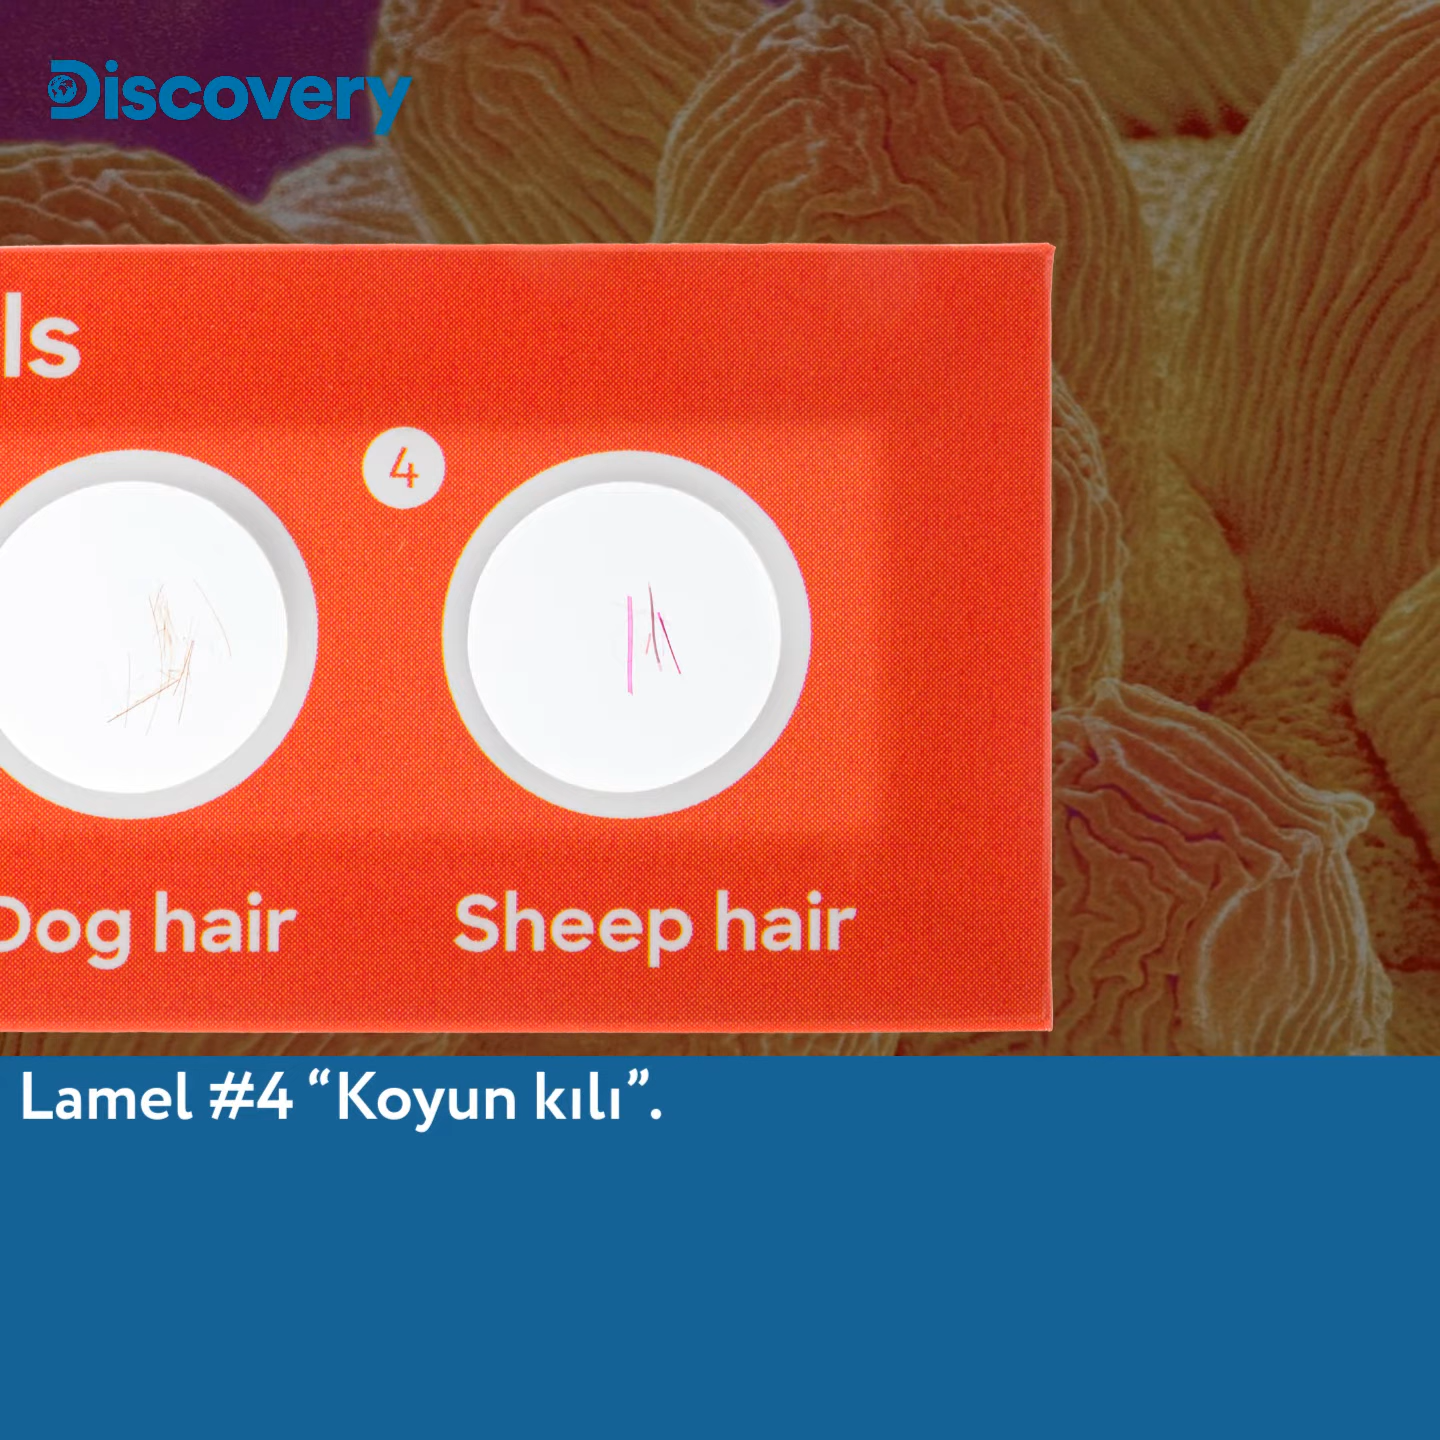 Discovery
ls
4
Dog hair
Sheep hair
Lamel #4 “Koyun kılı”.